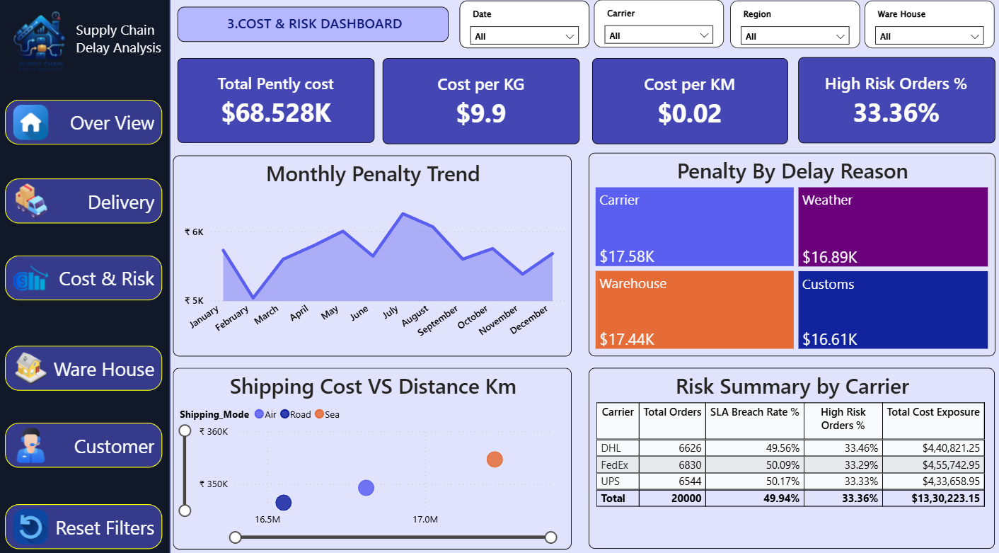 Supply Chain
Delay Analysis
SUPPLY CHAIN
3.COST & RISK DASHBOARD
Date
All
Carrier
All
Region
All
Ware House
All
Over View
Delivery
Cost & Risk
Ware House
Customer
Reset Filters
Total Pently cost
$68.528K
Cost per KG
$9.9
Cost per KM
$0.02
High Risk Orders %
33.36%
Monthly Penalty Trend
₹ 6K
₹ 5K
January
February
March
April
May
June
July
August
September
October
November
December
Penalty By Delay Reason
Carrier
$17.58K
Weather
$16.89K
Warehouse
$17.44K
Customs
$16.61K
Shipping Cost VS Distance Km
Shipping_Mode Air Road Sea
₹ 360K
₹ 350K
16.5M 17.0M
Risk Summary by Carrier
Carrier Total Orders SLA Breach Rate % High Risk Orders % Total Cost Exposure
DHL 6626 49.56% 33.46% $4,40,821.25
FedEx 6830 50.09% 33.29% $4,55,742.95
UPS 6544 50.17% 33.33% $4,33,658.95
Total 20000 49.94% 33.36% $13,30,223.15